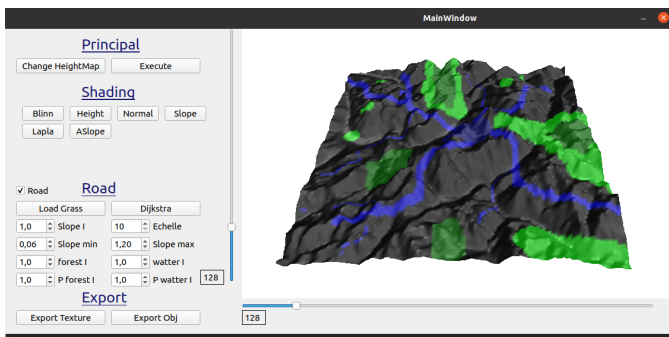 MainWindow
Principal
Change HeightMap Execute
Shading
Blinn Height Normal Slope
Lapla ASlope
Road Road
Load Grass Dijkstra
1,0 Slope I 10 Echelle
0,06 Slope min 1,20 Slope max
1,0 forest I 1,0 watter I
1,0 P forest I 1,0 P watter I 128
Export
Export Texture Export Obj
128